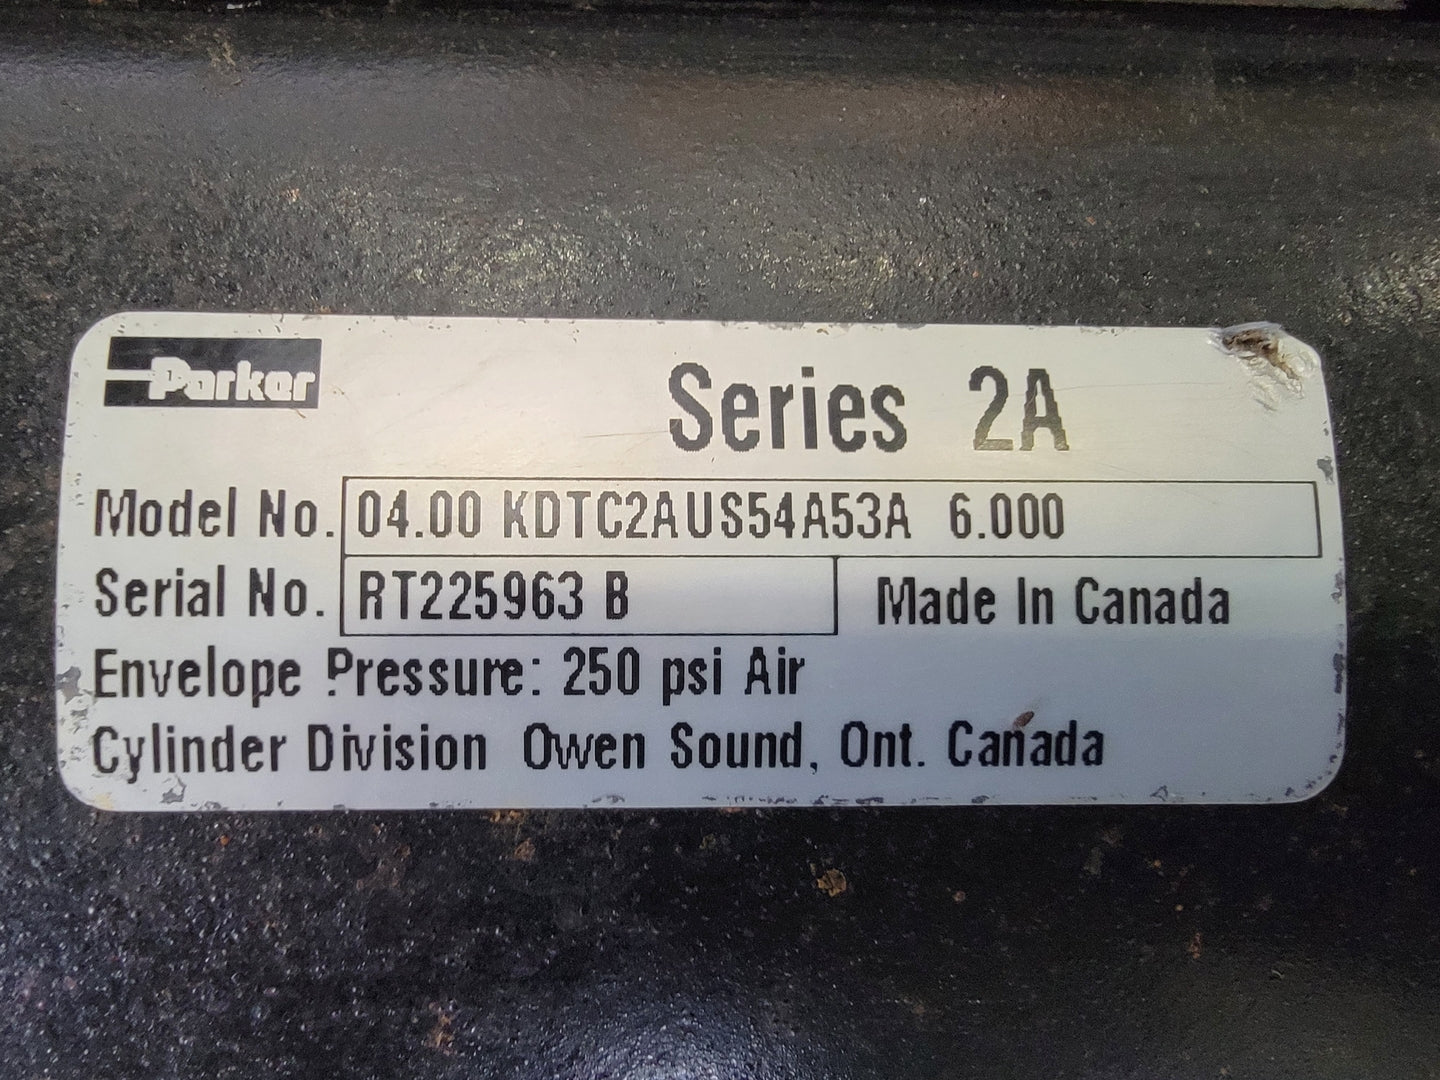 Parker
Series 2A
Model No. 04.00 KDTC2AUS54A53A 6.000
Serial No. RT225963 B Made In Canada
Envelope Pressure: 250 psi Air
Cylinder Division Owen Sound, Ont. Canada